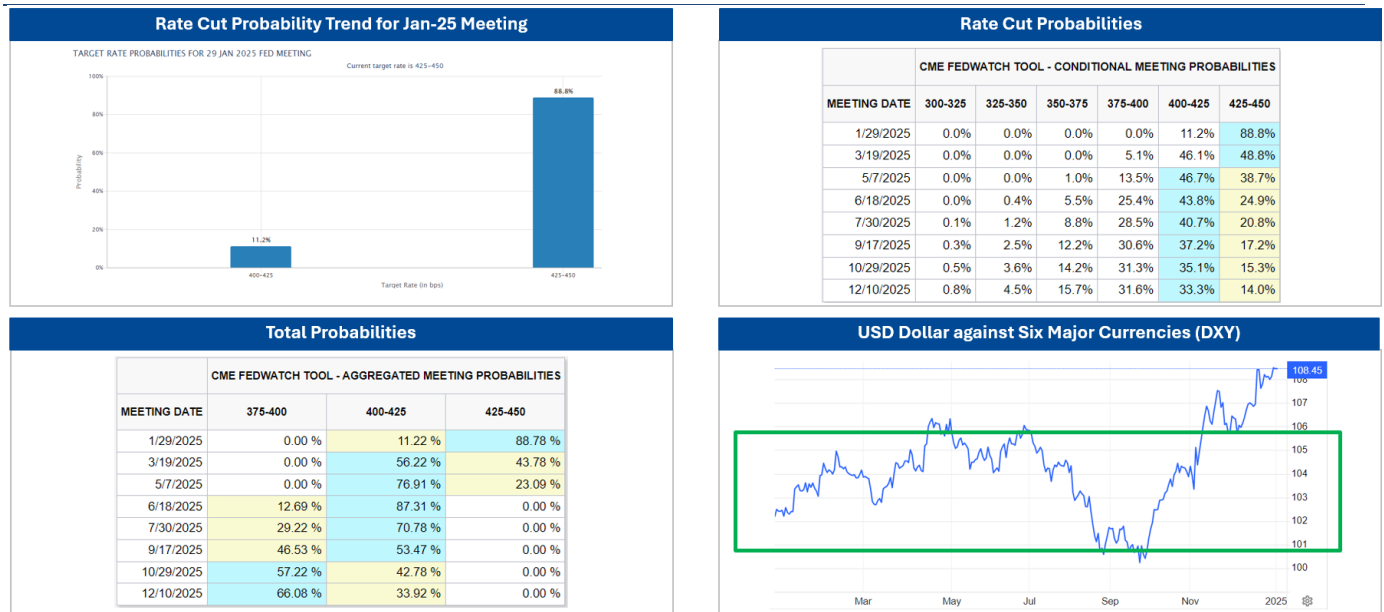 Rate Cut Probability Trend for Jan-25 Meeting
TARGET RATE PROBABILITIES FOR 29 JAN 2025 FED MEETING
Current target rate is 425-450
100%
80%
60%
40%
20%
0%
Probability
11.2%
88.8%
400-425
425-450
Target Rate (in bps)
Rate Cut Probabilities
CME FEDWATCH TOOL - CONDITIONAL MEETING PROBABILITIES
MEETING DATE 300-325 325-350 350-375 375-400 400-425 425-450
1/29/2025 0.0% 0.0% 0.0% 0.0% 11.2% 88.8%
3/19/2025 0.0% 0.0% 0.0% 5.1% 46.1% 48.8%
5/7/2025 0.0% 0.0% 1.0% 13.5% 46.7% 38.7%
6/18/2025 0.0% 0.4% 5.5% 25.4% 43.8% 24.9%
7/30/2025 0.1% 1.2% 8.8% 28.5% 40.7% 20.8%
9/17/2025 0.3% 2.5% 12.2% 30.6% 37.2% 17.2%
10/29/2025 0.5% 3.6% 14.2% 31.3% 35.1% 15.3%
12/10/2025 0.8% 4.5% 15.7% 31.6% 33.3% 14.0%
Total Probabilities
CME FEDWATCH TOOL - AGGREGATED MEETING PROBABILITIES
MEETING DATE 375-400 400-425 425-450
1/29/2025 0.00 % 11.22 % 88.78 %
3/19/2025 0.00 % 56.22 % 43.78 %
5/7/2025 0.00 % 76.91 % 23.09 %
6/18/2025 12.69 % 87.31 % 0.00 %
7/30/2025 29.22 % 70.78 % 0.00 %
9/17/2025 46.53 % 53.47 % 0.00 %
10/29/2025 57.22 % 42.78 % 0.00 %
12/10/2025 66.08 % 33.92 % 0.00 %
USD Dollar against Six Major Currencies (DXY)
108.45
108
107
106
105
104
103
102
101
100
Mar May Jul Sep Nov 2025